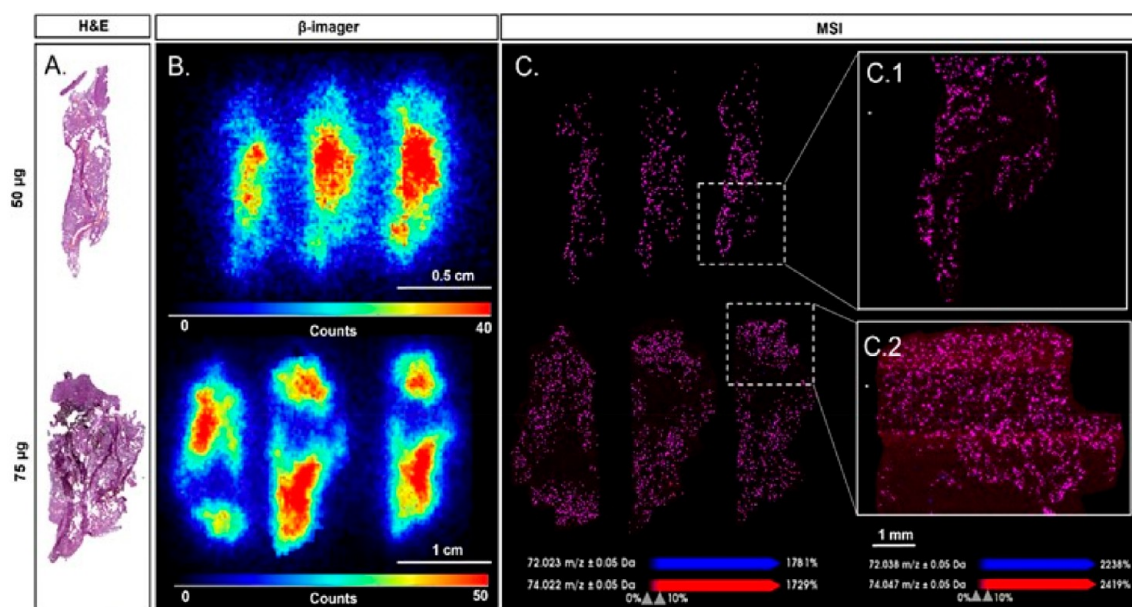 H&E
β-imager
MSI
A.
B.
C.
C.1
50 µg
0.5 cm
0
40
Counts
C.2
75 µg
1 cm
1 mm
72.023 m/z ± 0.05 Da
1781%
72.038 m/z ± 0.05 Da
2238%
74.022 m/z ± 0.05 Da
1729%
74.047 m/z ± 0.05 Da
2419%
0%
10%
0%
10%
0
50
Counts